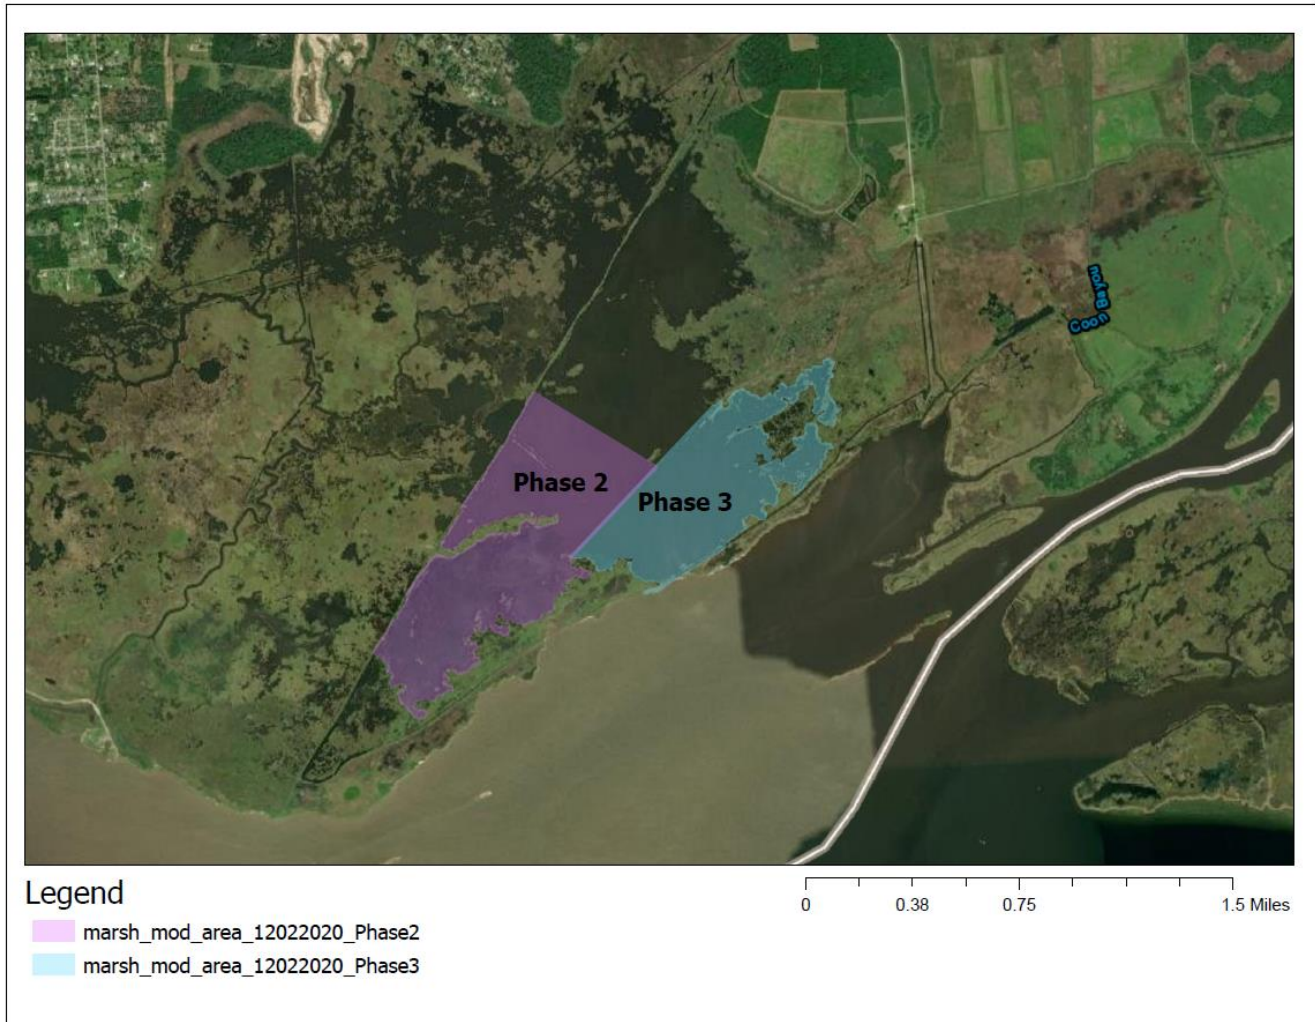 Coon Bayou
Phase 2
Phase 3
Legend
marsh_mod_area_12022020_Phase2
marsh_mod_area_12022020_Phase3
0 0.38 0.75 1.5 Miles